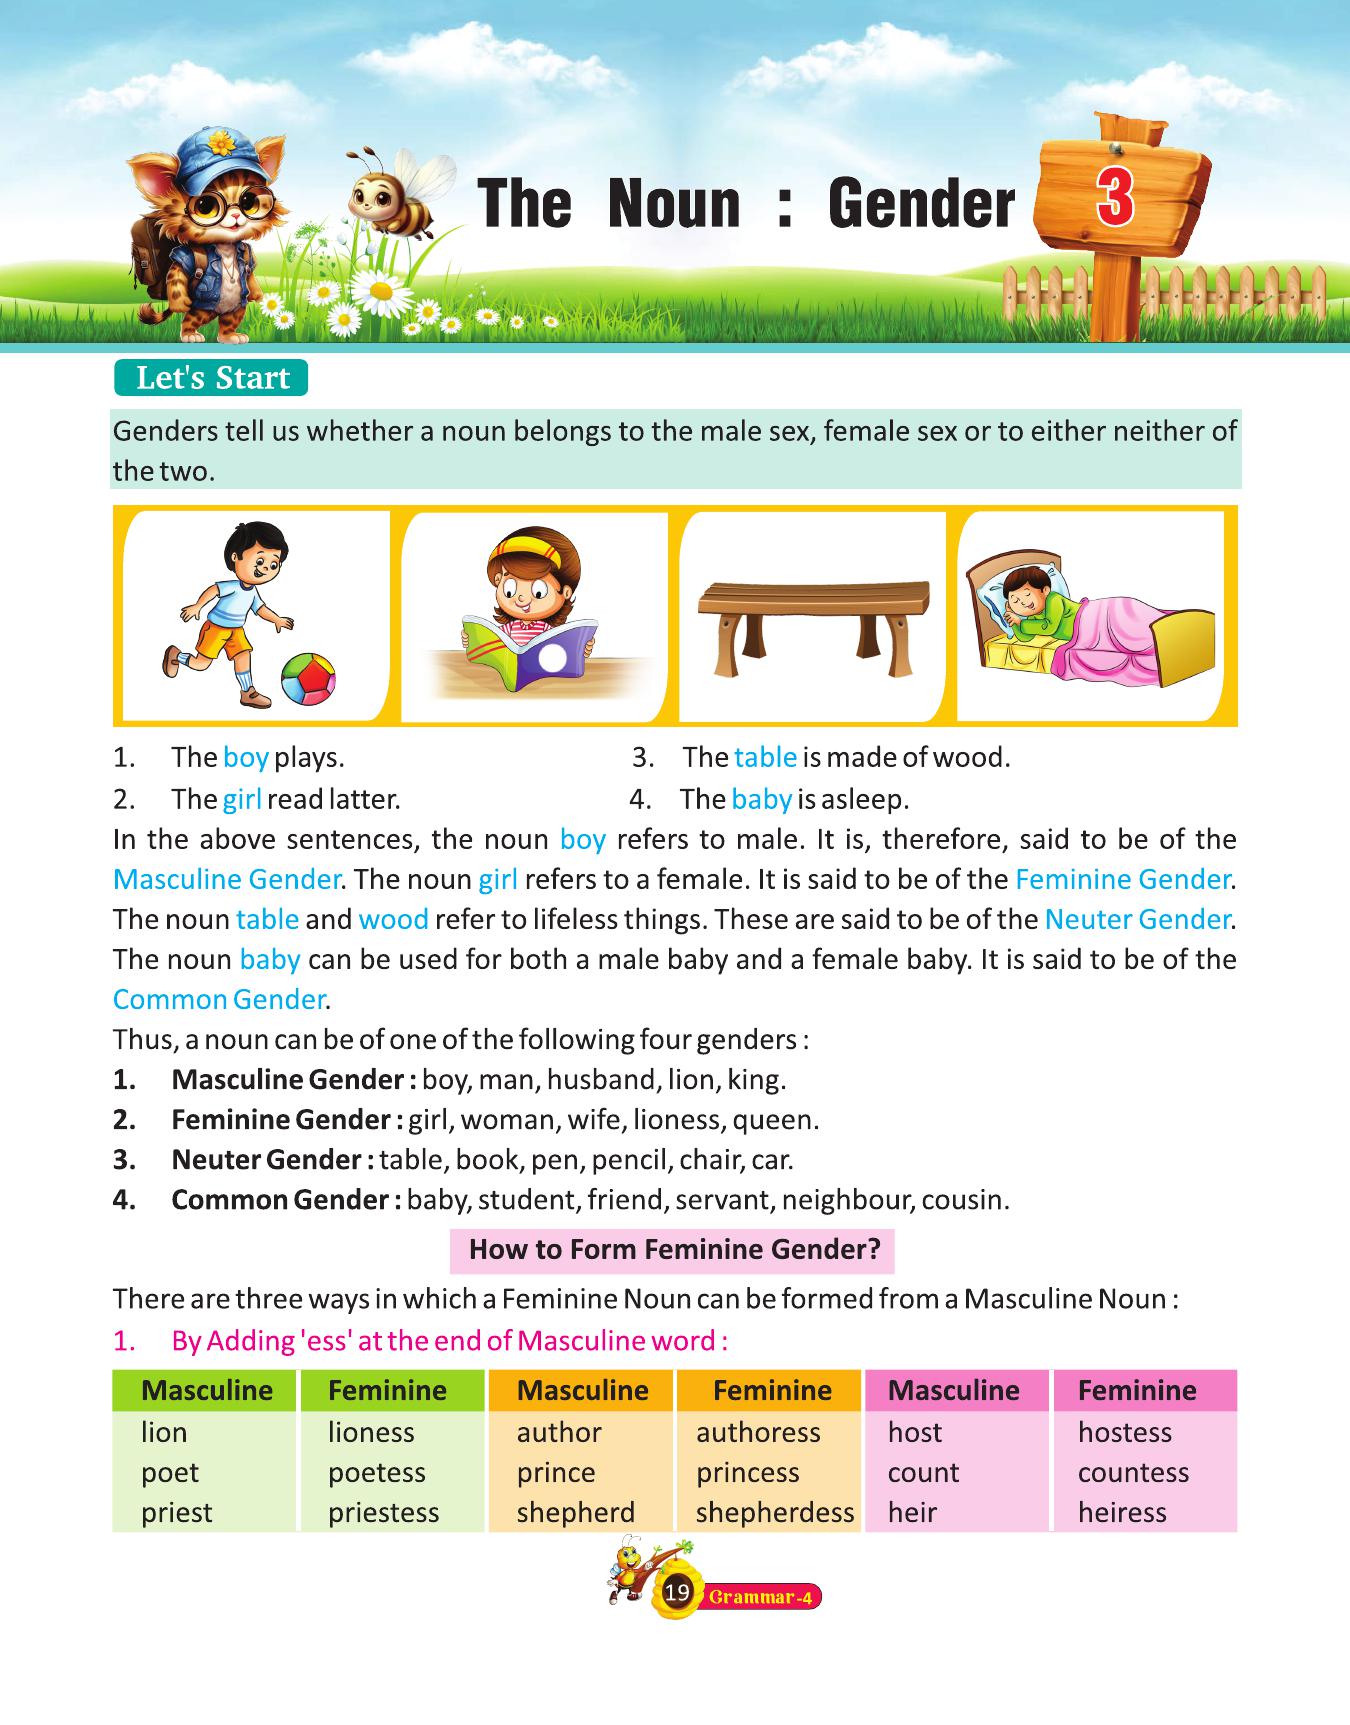 The Noun : Gender
3
Let's Start
Genders tell us whether a noun belongs to the male sex, female sex or to either neither of
the two.
1. The boy plays. 3. The table is made of wood.
2. The girl read latter. 4. The baby is asleep.
In the above sentences, the noun boy refers to male. It is, therefore, said to be of the
Masculine Gender. The noun girl refers to a female. It is said to be of the Feminine Gender.
The noun table and wood refer to lifeless things. These are said to be of the Neuter Gender.
The noun baby can be used for both a male baby and a female baby. It is said to be of the
Common Gender.
Thus, a noun can be of one of the following four genders :
1. Masculine Gender : boy, man, husband, lion, king.
2. Feminine Gender : girl, woman, wife, lioness, queen.
3. Neuter Gender : table, book, pen, pencil, chair, car.
4. Common Gender : baby, student, friend, servant, neighbour, cousin.
How to Form Feminine Gender?
There are three ways in which a Feminine Noun can be formed from a Masculine Noun :
1. By Adding 'ess' at the end of Masculine word :
Masculine Feminine Masculine Feminine Masculine Feminine
lion lioness author authoress host hostess
poet poetess prince princess count countess
priest priestess shepherd shepherdess heir heiress
19 Grammar-4